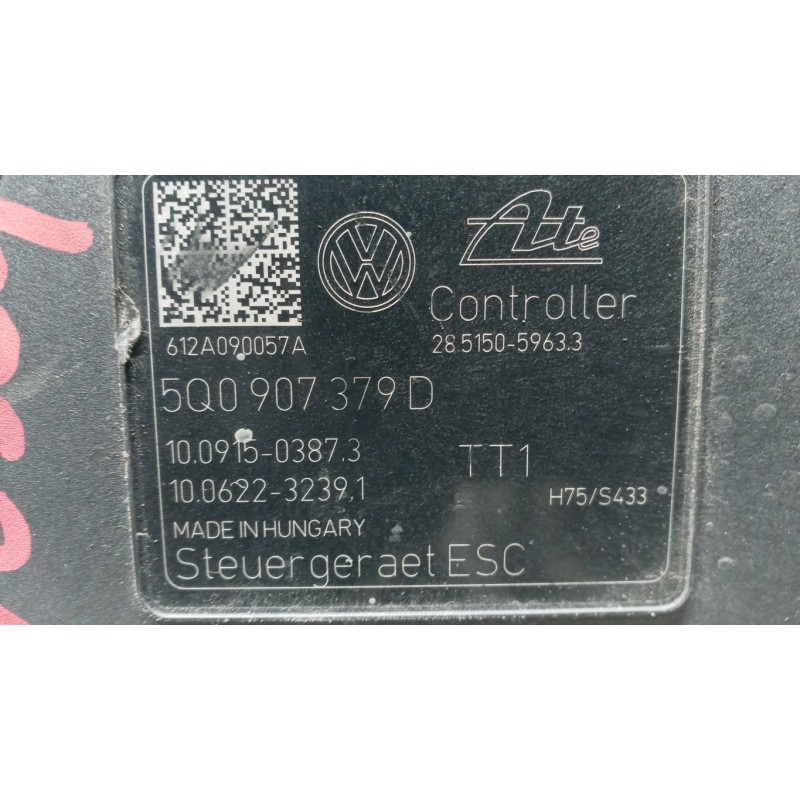 Ate
Controller
612A090057A
28.5150-5963.3
5Q0 907 379 D
10.0915-0387.3
TT1
10.0622-3239.1
H75/S433
MADE IN HUNGARY
Steuergeraet ESC